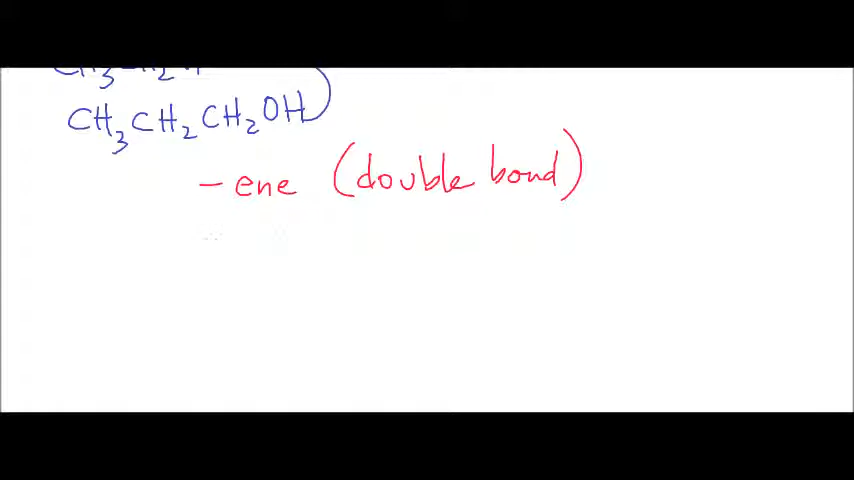 CH₃CH₂CH₂OH
– ene (double bond)